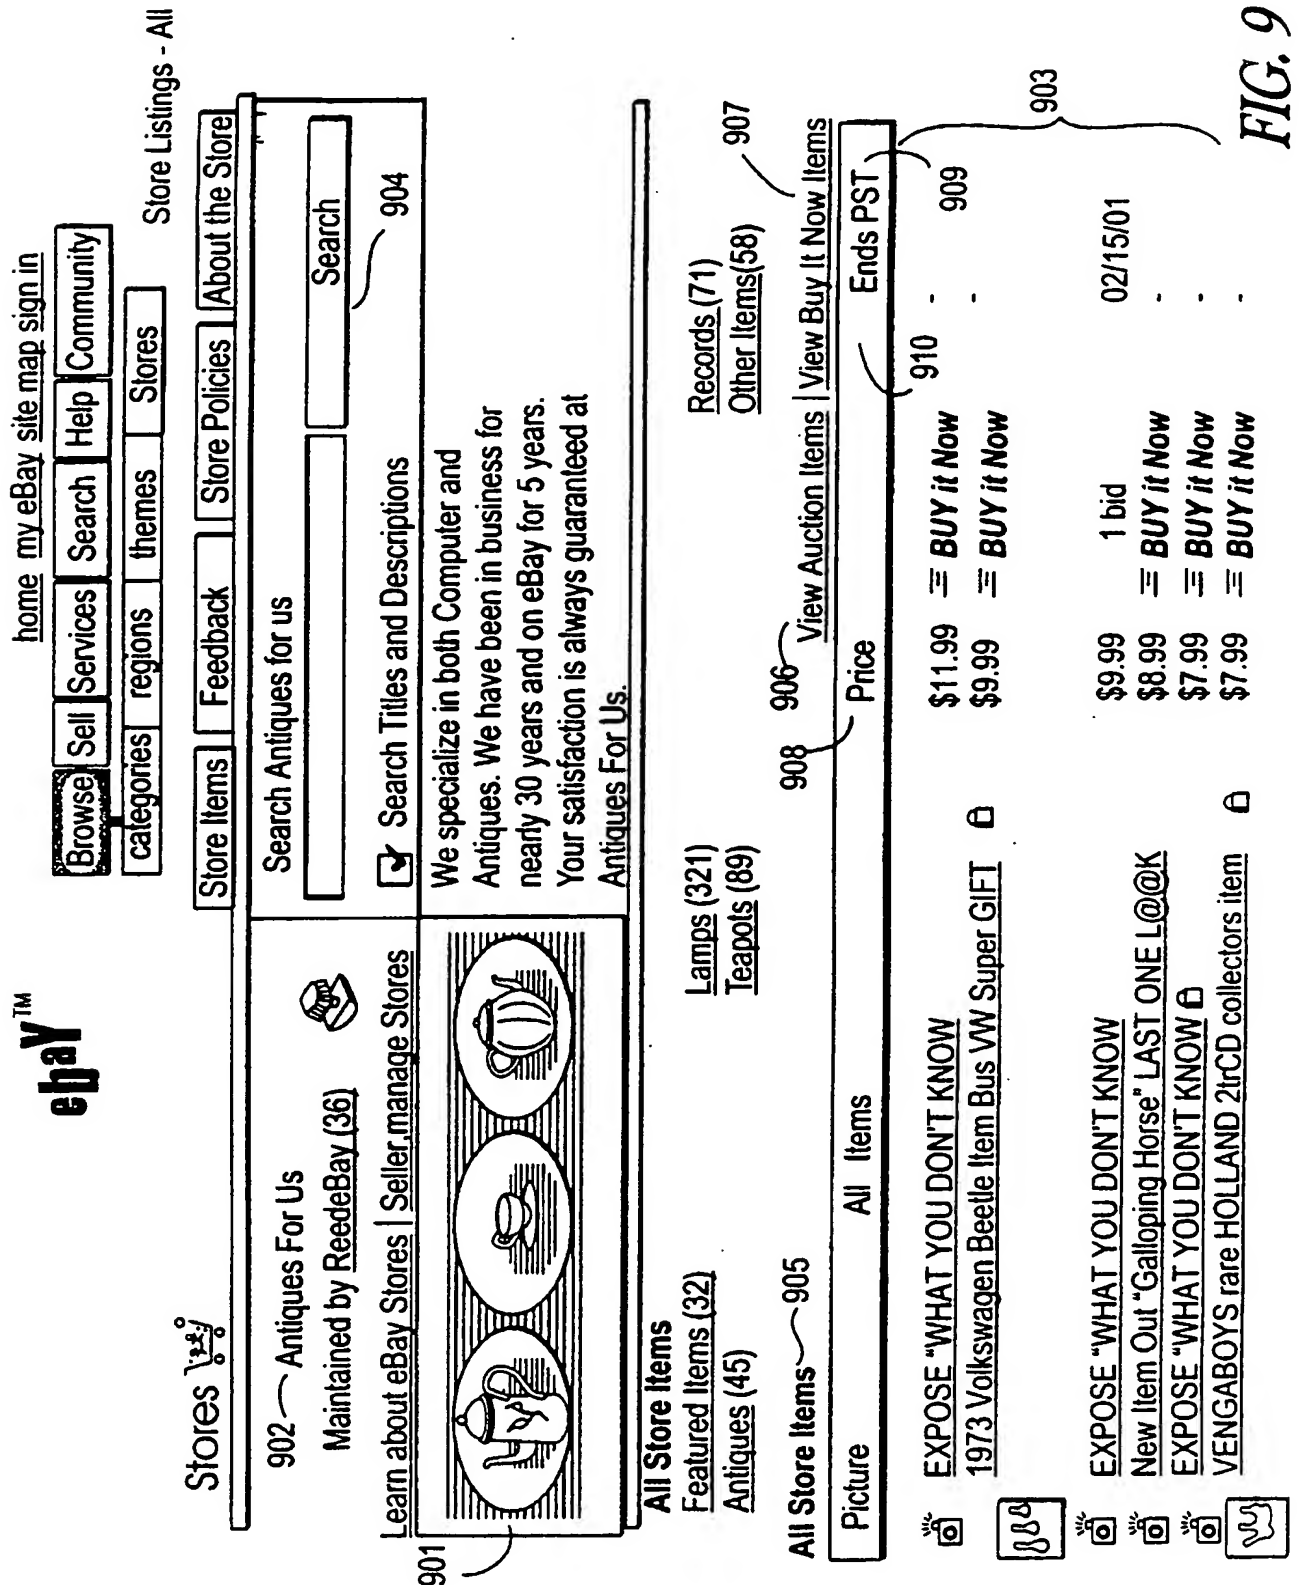 ebaY™
home my eBay site map sign in
Browse Sell Services Search Help Community
categories regions themes Stores
Store Listings - All
Stores
Store Items Feedback Store Policies About the Store
902 Antiques For Us
Maintained by ReedeBay (36)
Search Antiques for us
Search
904
Search Titles and Descriptions
Learn about eBay Stores | Seller, manage Stores
We specialize in both Computer and
Antiques. We have been in business for
nearly 30 years and on eBay for 5 years.
Your satisfaction is always guaranteed at
Antiques For Us.
901
All Store Items
Featured Items (32) Lamps (321) Records (71)
Antiques (45) Teapots (89) Other Items(58)
907
All Store Items 905 906 View Auction Items | View Buy It Now Items
908
Picture All Items Price Ends PST
910 909
EXPOSE "WHAT YOU DON'T KNOW $11.99 BUY it Now -
1973 Volkswagen Beetle Item Bus VW Super GIFT $9.99 BUY it Now -
903
EXPOSE "WHAT YOU DON'T KNOW $9.99 1 bid 02/15/01
New Item Out "Galloping Horse" LAST ONE L@@K $8.99 BUY it Now -
EXPOSE "WHAT YOU DON'T KNOW $7.99 BUY it Now -
VENGABOYS rare HOLLAND 2trCD collectors item $7.99 BUY it Now -
FIG. 9